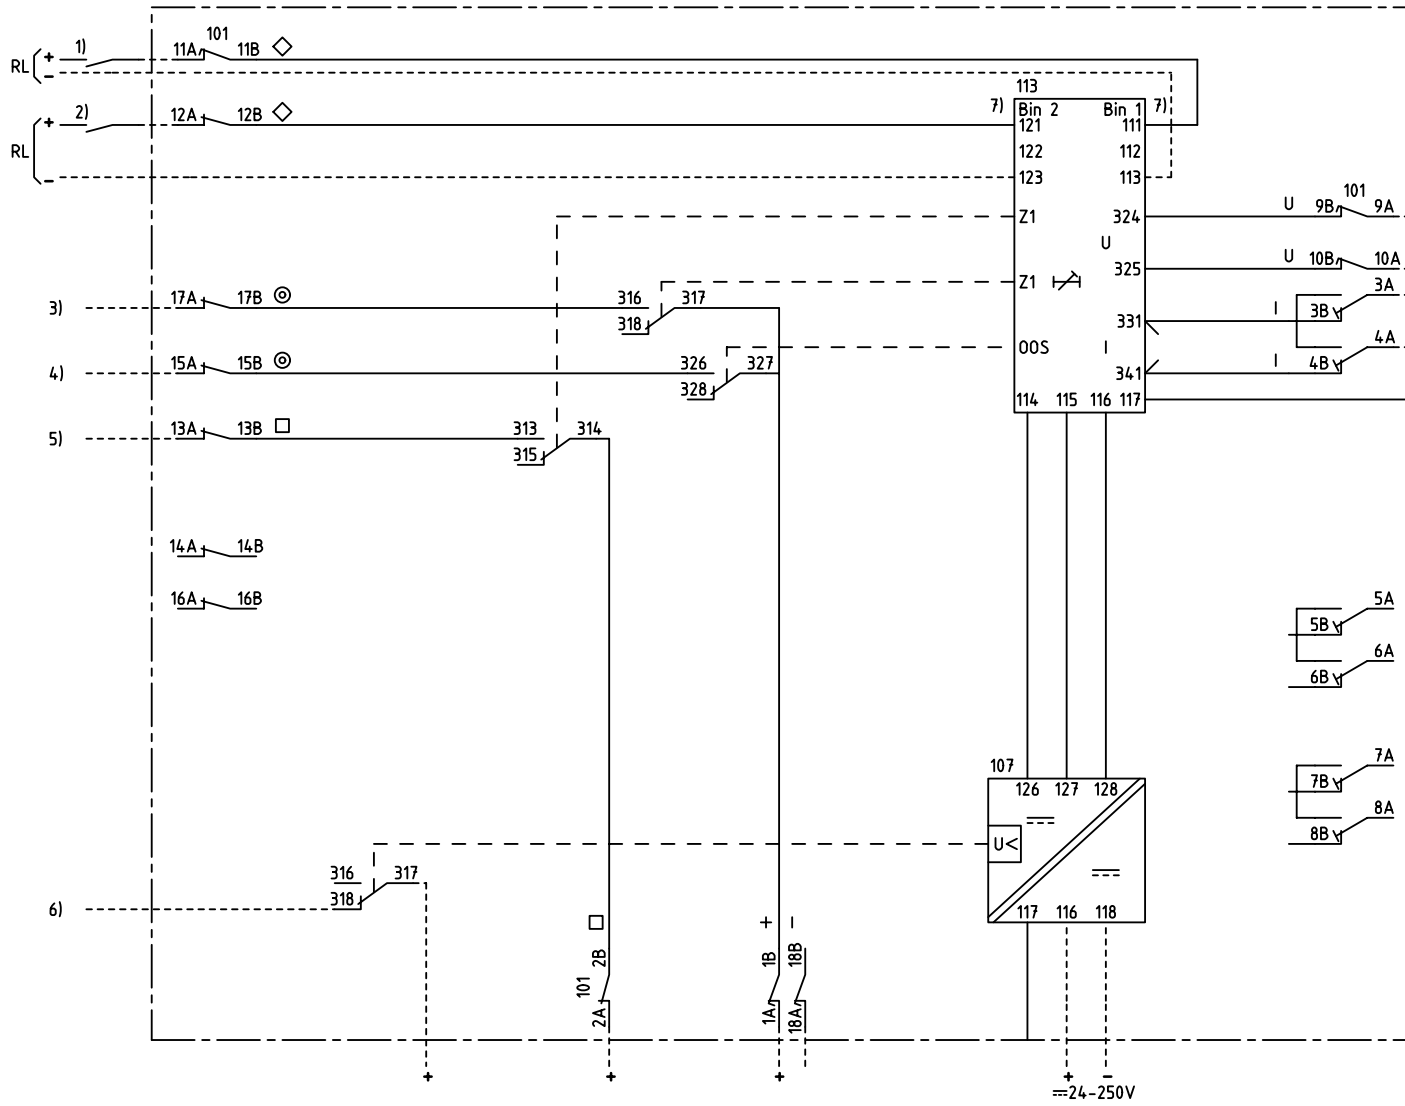 101
1) 11A 11B
RL + -
113
2) 12A 12B 7) Bin 2 Bin 1 7)
+ 121 111
RL 122 112
- 123 113
101
Z1 324 U 9B 9A
U
325 U 10B 10A
Z1
3) 17A 17B 316 317 3A
318 331 I 3B
OOS I 4A
4) 15A 15B 326 327 341 I 4B
328 114 115 116 117
5) 13A 13B 313 314
315
14A 14B
16A 16B 5A
5B
6A
6B
7A
107 7B
126 127 128
8A
U< 8B
316 317
6) 318
117 116 118
+ -
101 2B 1B 18B
2A 1A 18A
+ + + + -
24-250V